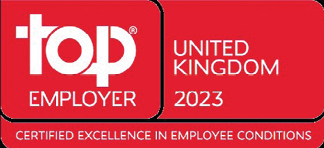 top®
EMPLOYER
UNITED
KINGDOM
2023
CERTIFIED EXCELLENCE IN EMPLOYEE CONDITIONS